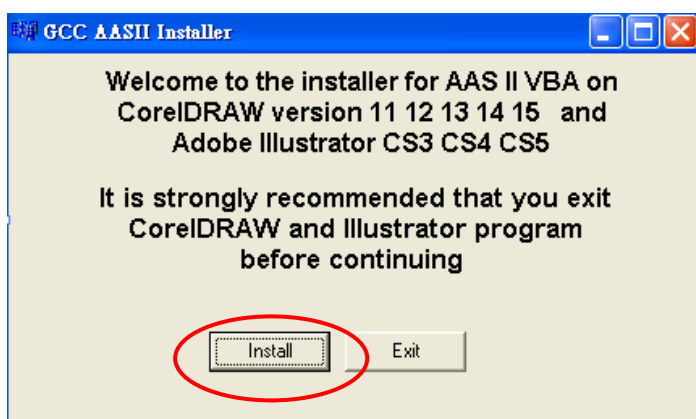 GCC AASII Installer
Welcome to the installer for AAS II VBA on
CorelDRAW version 11 12 13 14 15 and
Adobe Illustrator CS3 CS4 CS5
It is strongly recommended that you exit
CorelDRAW and Illustrator program
before continuing
Install Exit